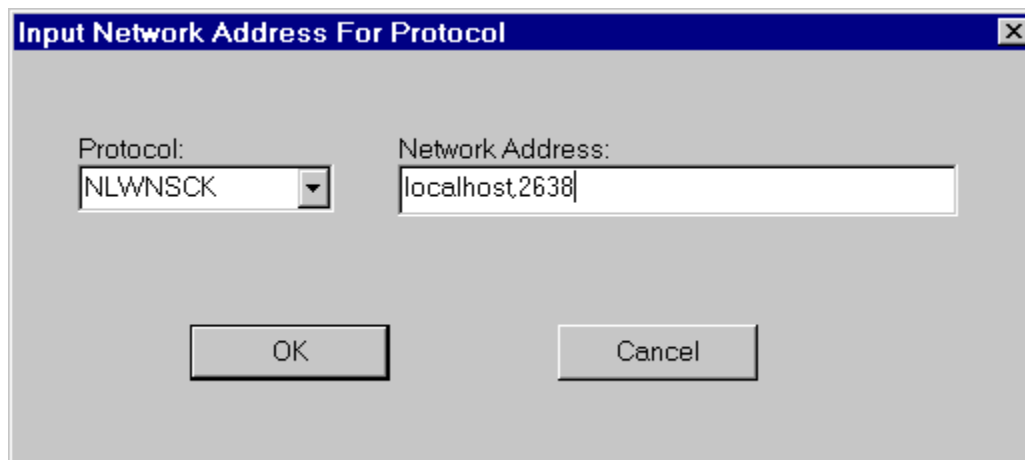 Input Network Address For Protocol
Protocol: Network Address:
NLWNSCK localhost,2638
OK Cancel